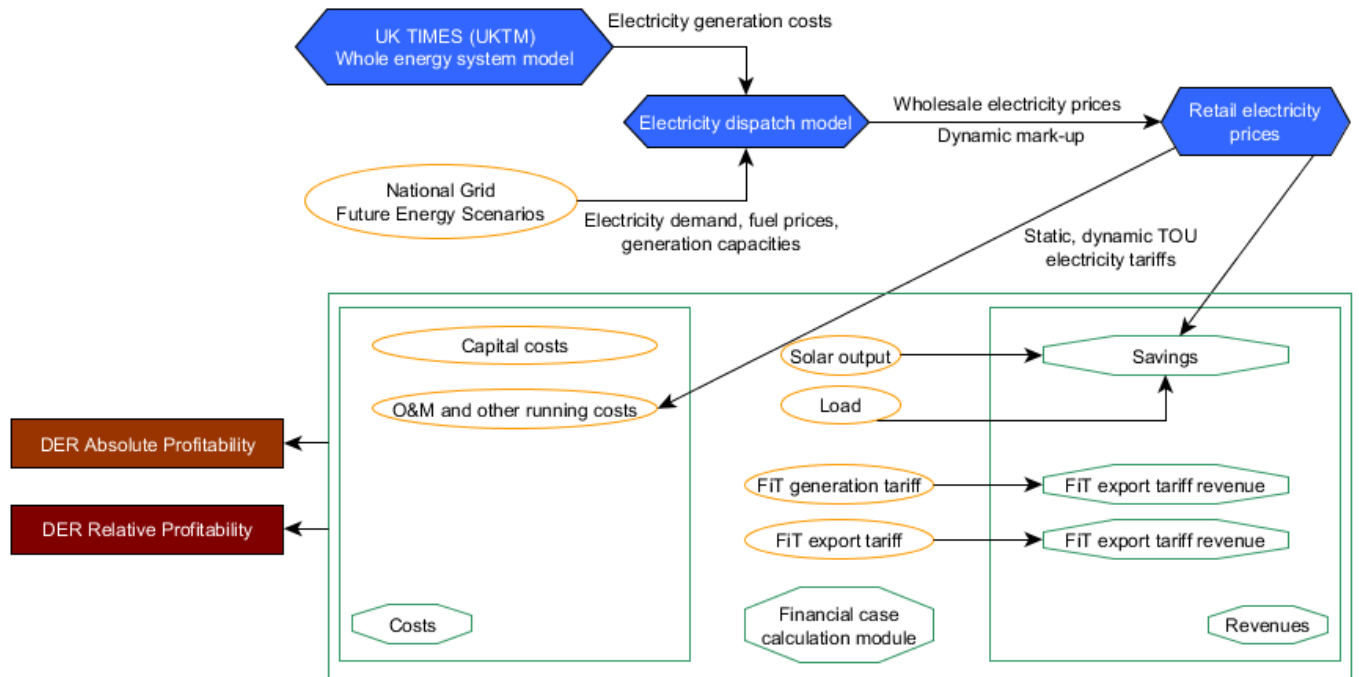 Electricity generation costs
UK TIMES (UKTM)
Whole energy system model
Electricity dispatch model
Wholesale electricity prices
Dynamic mark-up
Retail electricity
prices
National Grid
Future Energy Scenarios
Electricity demand, fuel prices,
generation capacities
Static, dynamic TOU
electricity tariffs
Capital costs
O&M and other running costs
Solar output
Savings
Load
DER Absolute Profitability
DER Relative Profitability
FiT generation tariff
FiT export tariff revenue
FiT export tariff
FiT export tariff revenue
Costs
Financial case
calculation module
Revenues